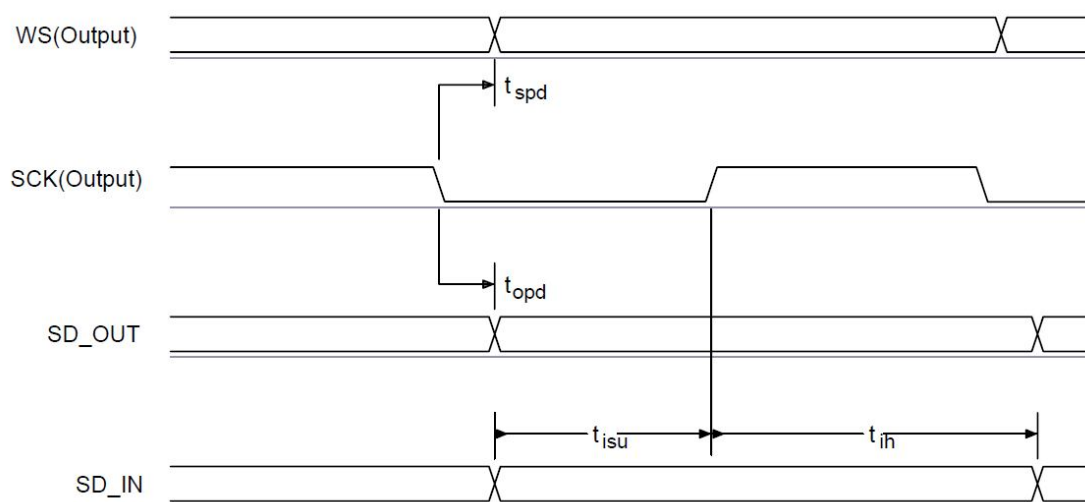 WS(Output)
tspd
SCK(Output)
topd
SD_OUT
tisu
tih
SD_IN